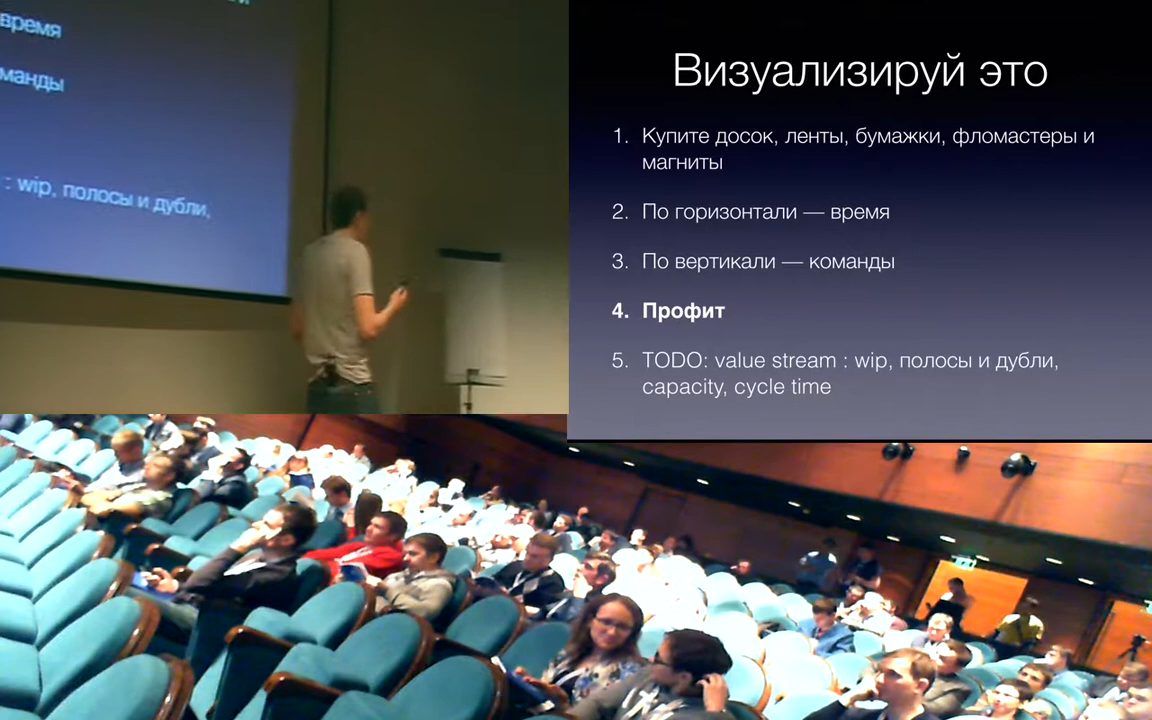 время
манды
: wip, полосы и дубли,
Визуализируй это
1. Купите досок, ленты, бумажки, фломастеры и
магниты
2. По горизонтали — время
3. По вертикали — команды
4. Профит
5. TODO: value stream : wip, полосы и дубли,
capacity, cycle time